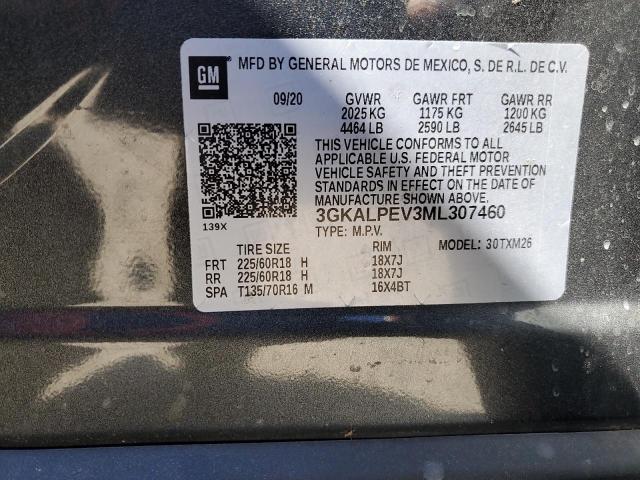 GM MFD BY GENERAL MOTORS DE MEXICO, S. DE R.L. DE C.V.
09/20 GVWR GAWR FRT GAWR RR
2025 KG 1175 KG 1200 KG
4464 LB 2590 LB 2645 LB
THIS VEHICLE CONFORMS TO ALL
APPLICABLE U.S. FEDERAL MOTOR
VEHICLE SAFETY AND THEFT PREVENTION
STANDARDS IN EFFECT ON THE DATE OF
MANUFACTURE SHOWN ABOVE.
139X 3GKALPEV3ML307460
TYPE: M.P.V. MODEL: 30TXM26
TIRE SIZE RIM
FRT 225/60R18 H 18X7J
RR 225/60R18 H 18X7J
SPA T135/70R16 M 16X4BT